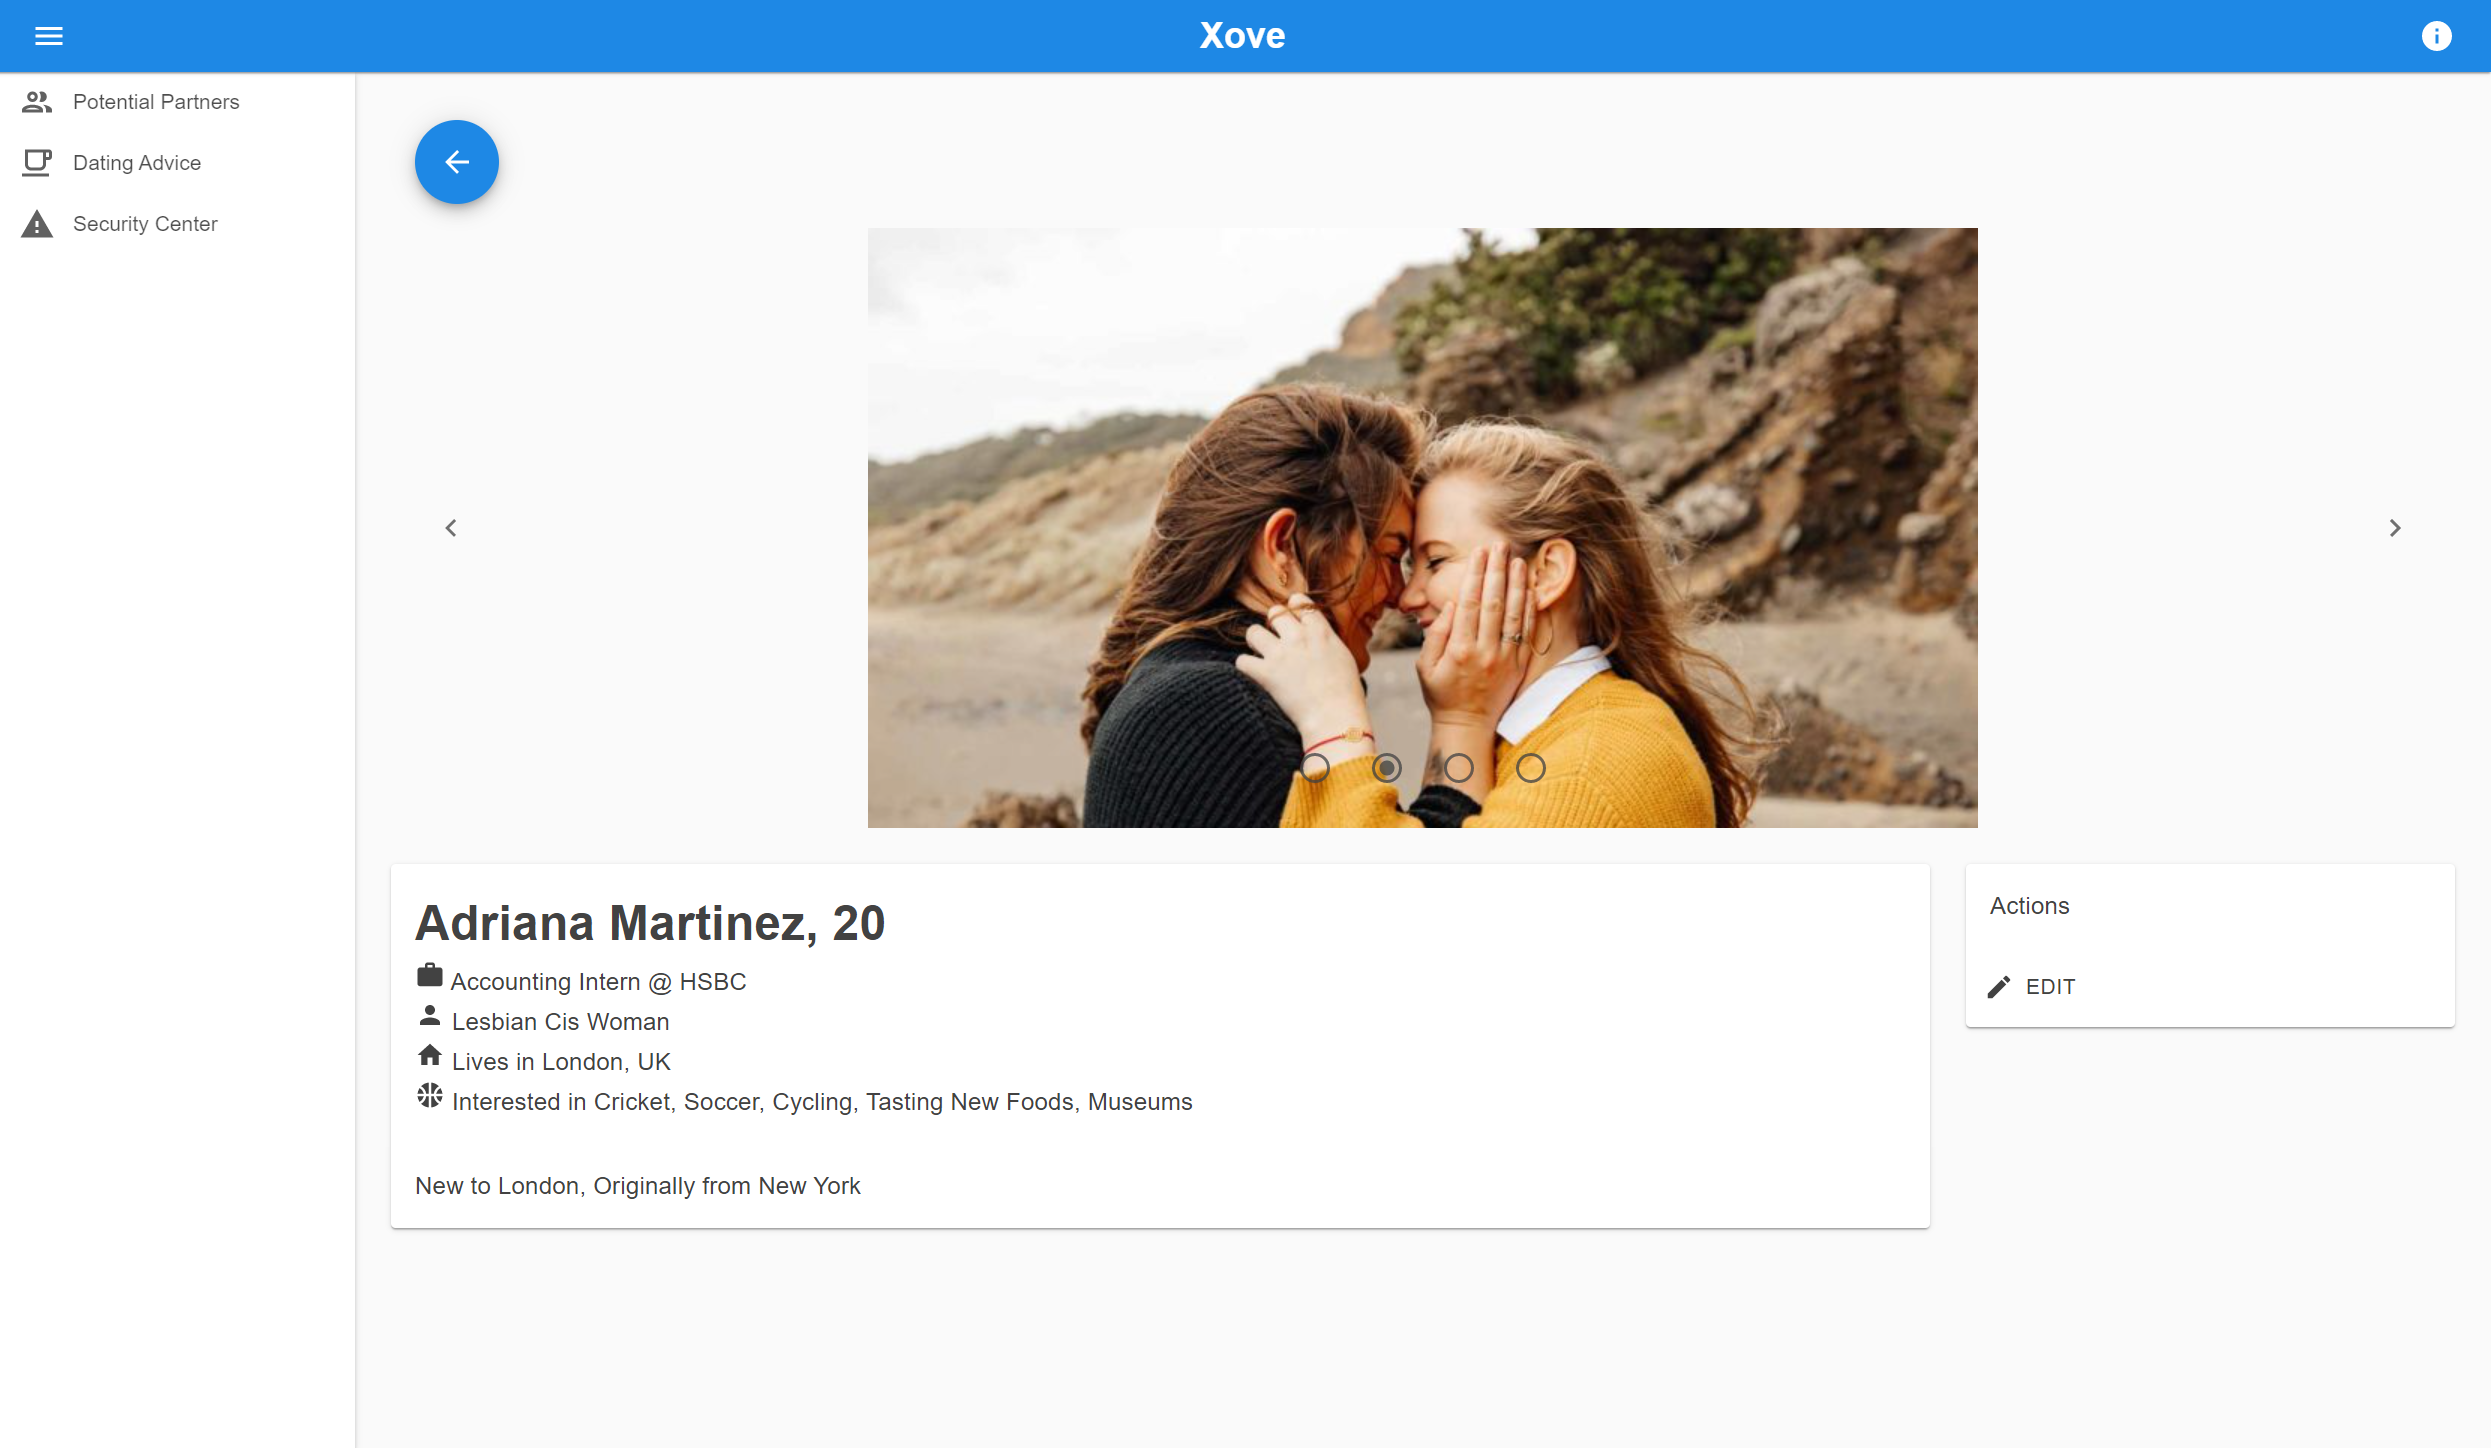 Xove
Potential Partners
Dating Advice
Security Center
Adriana Martinez, 20
Accounting Intern @ HSBC
Lesbian Cis Woman
Lives in London, UK
Interested in Cricket, Soccer, Cycling, Tasting New Foods, Museums
New to London, Originally from New York
Actions
EDIT